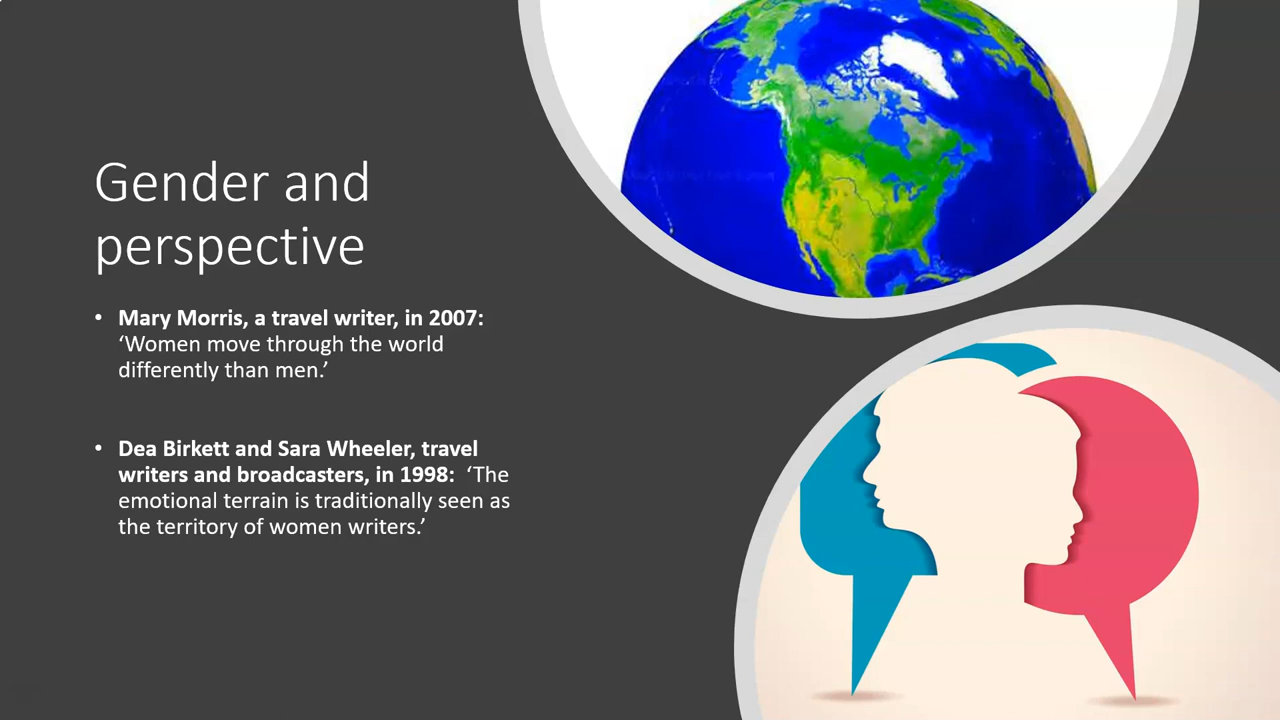 Gender and
perspective
• Mary Morris, a travel writer, in 2007:
‘Women move through the world
differently than men.’
• Dea Birkett and Sara Wheeler, travel
writers and broadcasters, in 1998:  ‘The
emotional terrain is traditionally seen as
the territory of women writers.’